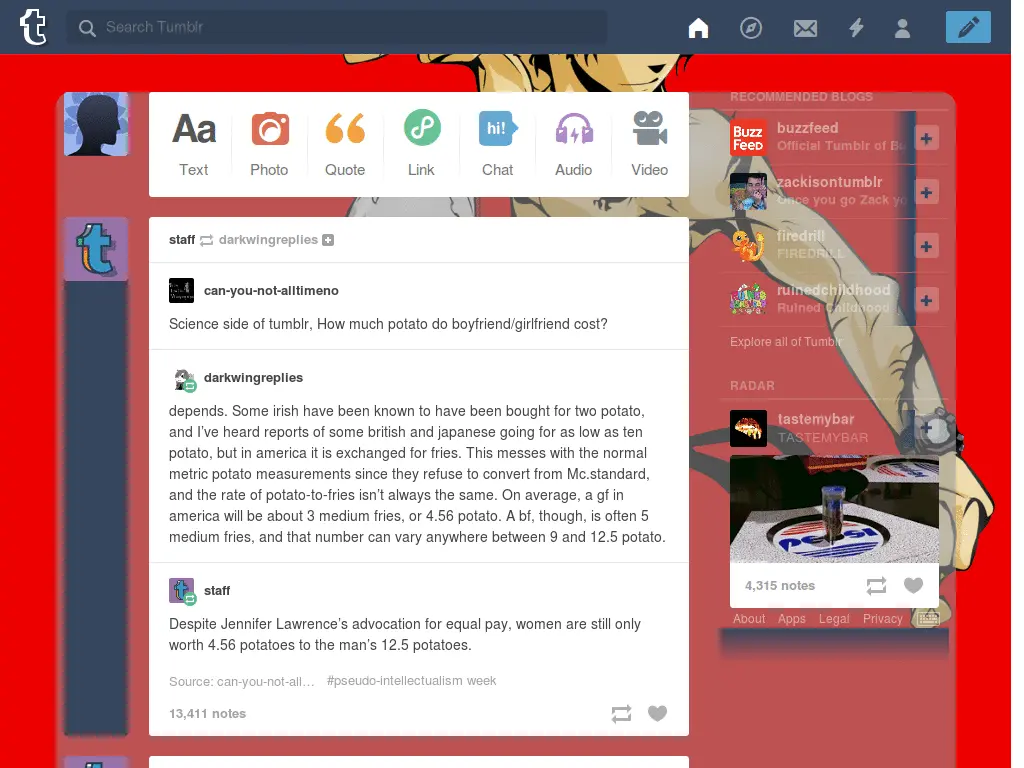 Search Tumblr
Aa
hi!
Text
Photo
Quote
Link
Chat
Audio
Video
staff darkwingreplies
can-you-not-alltimeno
Science side of tumblr, How much potato do boyfriend/girlfriend cost?
darkwingreplies
depends. Some irish have been known to have been bought for two potato,
and I’ve heard reports of some british and japanese going for as low as ten
potato, but in america it is exchanged for fries. This messes with the normal
metric potato measurements since they refuse to convert from Mc.standard,
and the rate of potato-to-fries isn’t always the same. On average, a gf in
america will be about 3 medium fries, or 4.56 potato. A bf, though, is often 5
medium fries, and that number can vary anywhere between 9 and 12.5 potato.
staff
Despite Jennifer Lawrence’s advocation for equal pay, women are still only
worth 4.56 potatoes to the man’s 12.5 potatoes.
Source: can-you-not-all… #pseudo-intellectualism week
13,411 notes
RECOMMENDED BLOGS
Buzz
Feed
buzzfeed
Official Tumblr of Bu
zackisontumblr
Once you go Zack yo
firedrill
FIREDRILL
ruinedchildhood
Ruined Childhood
Explore all of Tumblr
RADAR
tastemybar
TASTEMYBAR
pepsi
4,315 notes
About Apps Legal Privacy